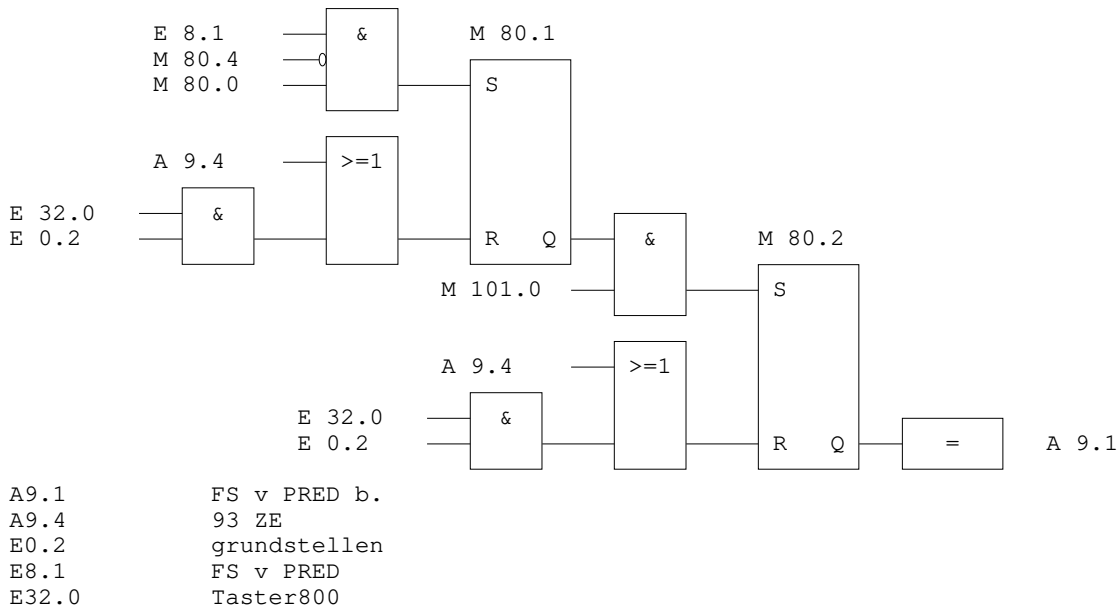 E 8.1 & M 80.1
M 80.4
M 80.0 S
A 9.4 >=1
E 32.0 &
E 0.2 R Q & M 80.2
M 101.0 S
A 9.4 >=1
E 32.0 &
E 0.2 R Q = A 9.1
A9.1 FS v PRED b.
A9.4 93 ZE
E0.2 grundstellen
E8.1 FS v PRED
E32.0 Taster800